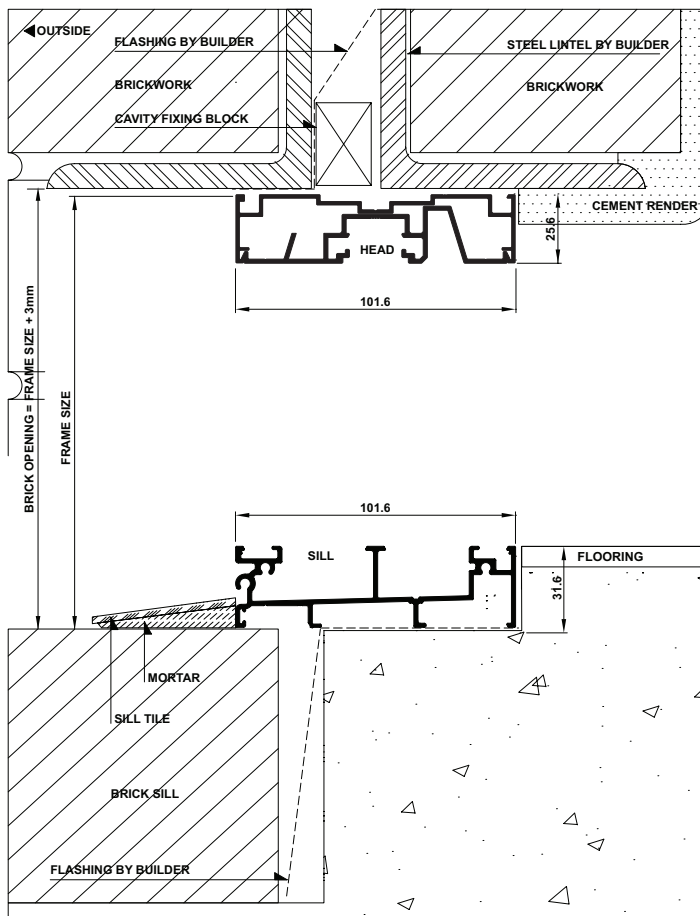 OUTSIDE
FLASHING BY BUILDER
STEEL LINTEL BY BUILDER
BRICKWORK
BRICKWORK
CAVITY FIXING BLOCK
CEMENT RENDER
25.6
HEAD
101.6
BRICK OPENING = FRAME SIZE + 3mm
FRAME SIZE
101.6
SILL
FLOORING
31.6
MORTAR
SILL TILE
BRICK SILL
FLASHING BY BUILDER